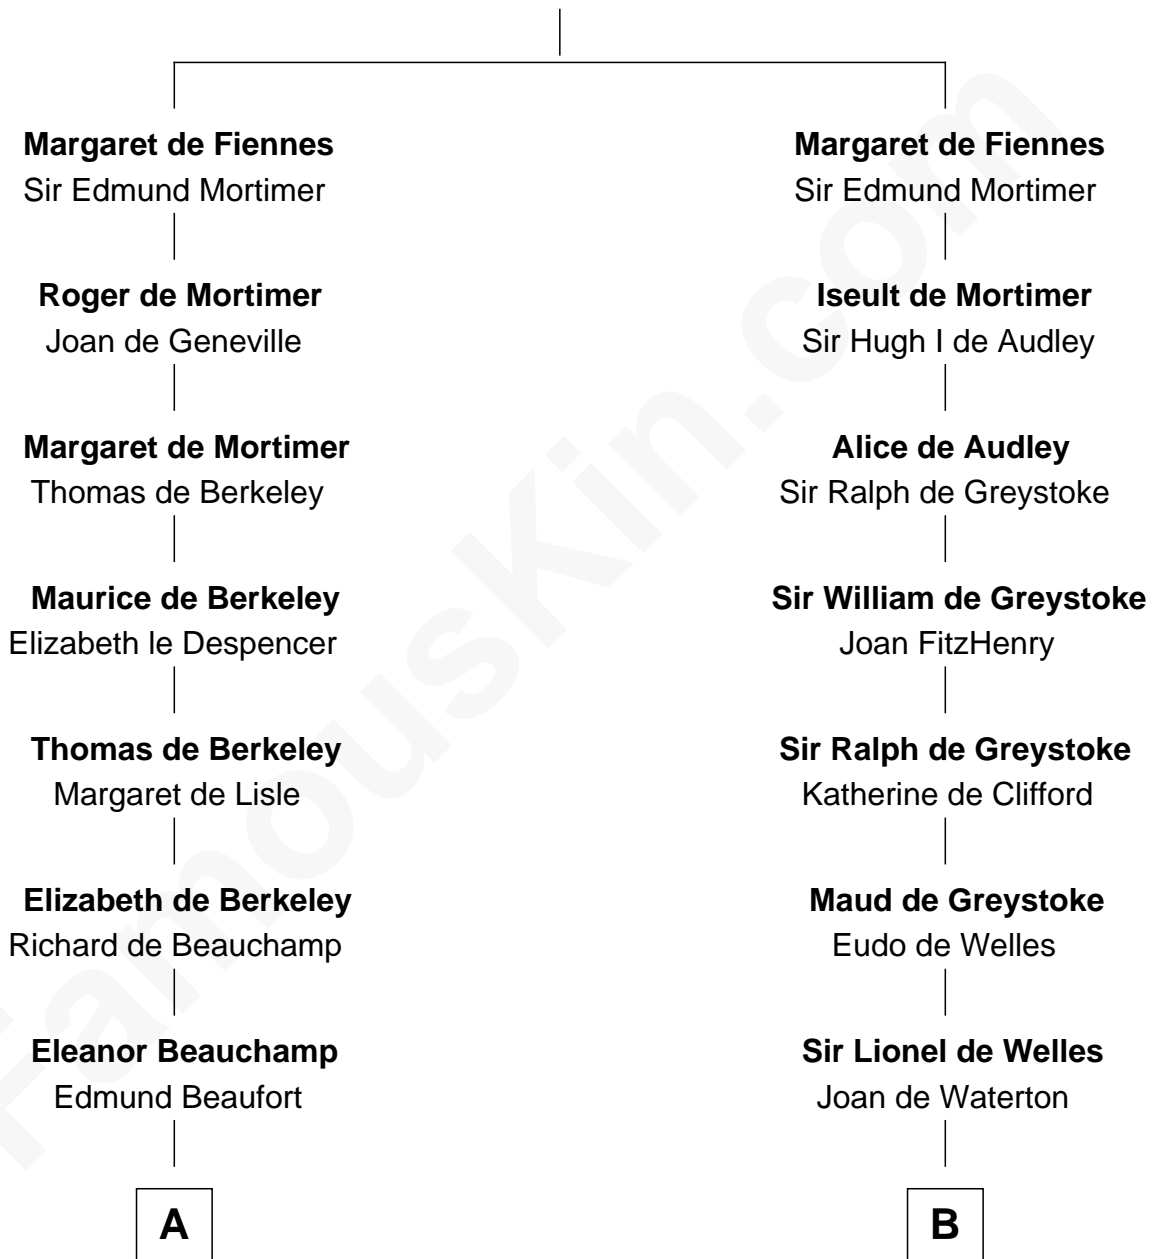 Margaret de Fiennes
Sir Edmund Mortimer
Roger de Mortimer
Joan de Geneville
Margaret de Mortimer
Thomas de Berkeley
Maurice de Berkeley
Elizabeth le Despencer
Thomas de Berkeley
Margaret de Lisle
Elizabeth de Berkeley
Richard de Beauchamp
Eleanor Beauchamp
Edmund Beaufort
A
Margaret de Fiennes
Sir Edmund Mortimer
Iseult de Mortimer
Sir Hugh I de Audley
Alice de Audley
Sir Ralph de Greystoke
Sir William de Greystoke
Joan FitzHenry
Sir Ralph de Greystoke
Katherine de Clifford
Maud de Greystoke
Eudo de Welles
Sir Lionel de Welles
Joan de Waterton
B
FamousKin.com